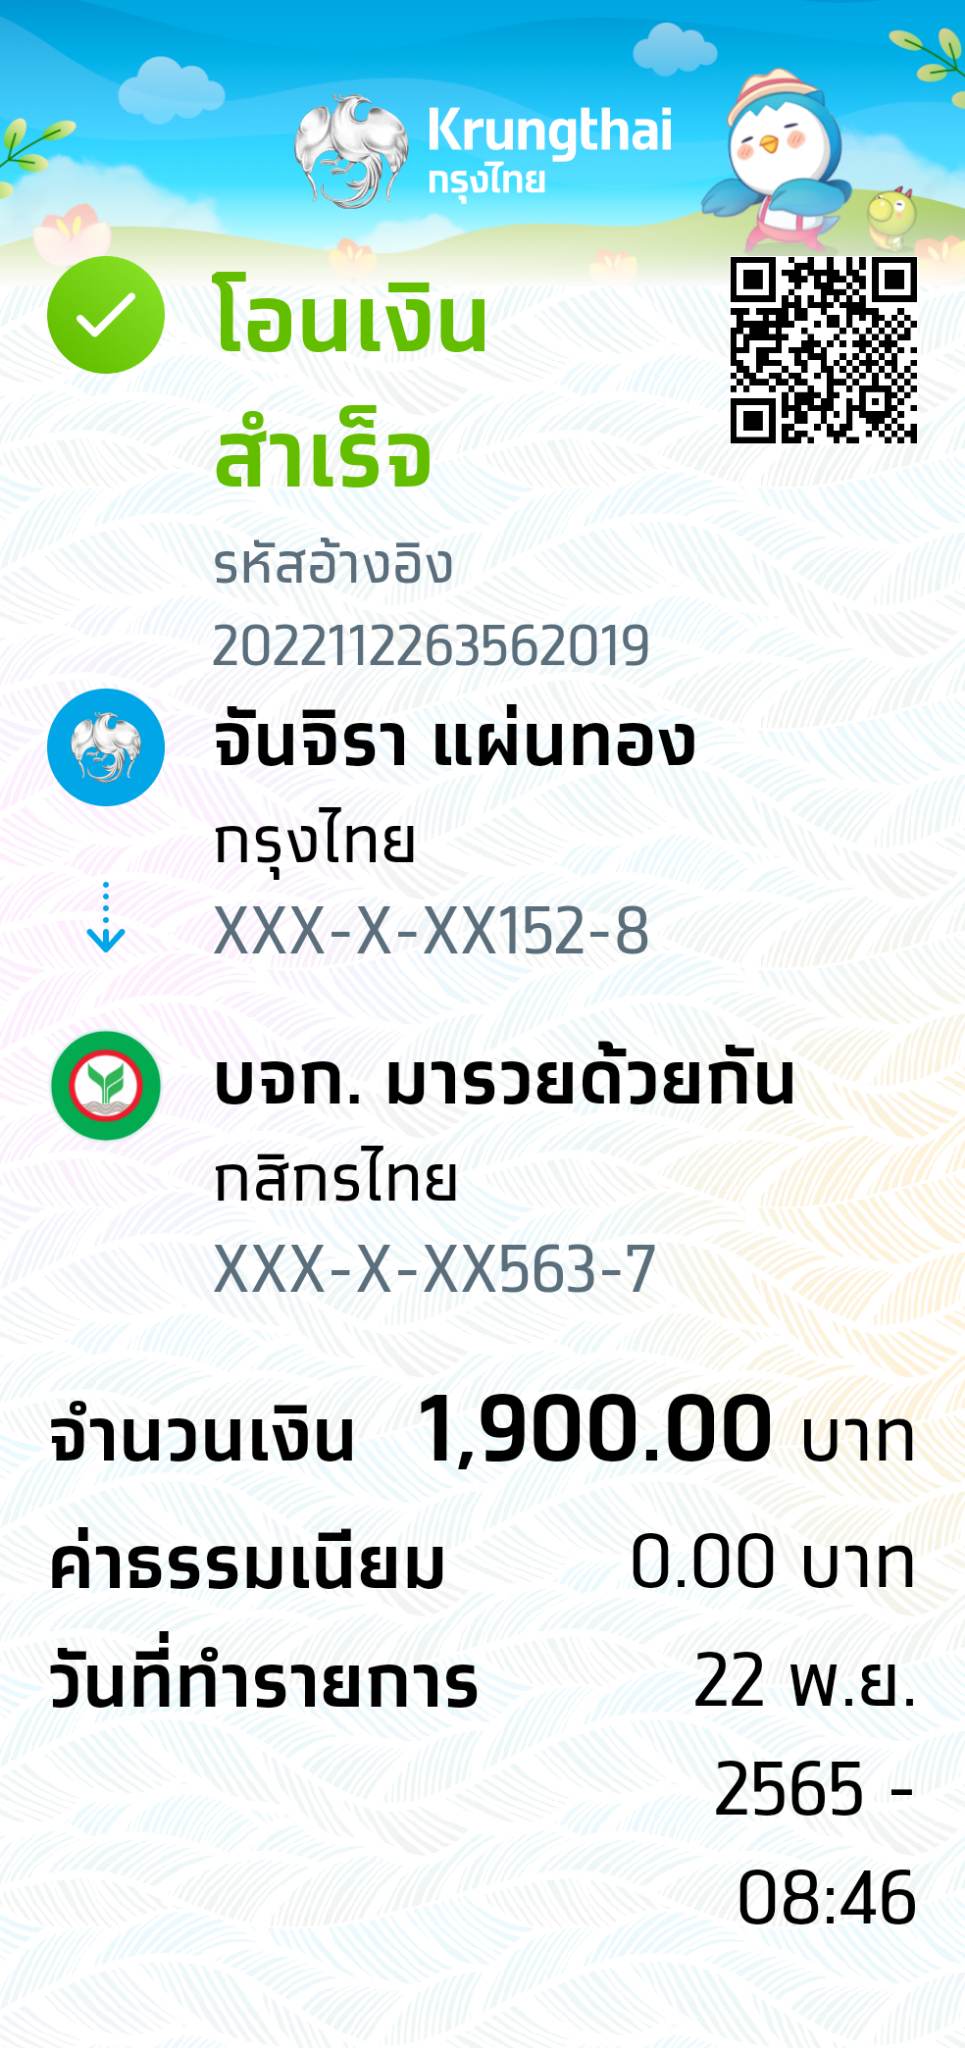 Krungthai
กรุงไทย
โอนเงิน
สำเร็จ
รหัสอ้างอิง
2022112263562019
จันจิรา แผ่นทอง
กรุงไทย
XXX-X-XX152-8
บจก. มารวยด้วยกัน
กสิกรไทย
XXX-X-XX563-7
จำนวนเงิน 1,900.00 บาท
ค่าธรรมเนียม 0.00 บาท
วันที่ทำรายการ 22 พ.ย.
2565 -
08:46